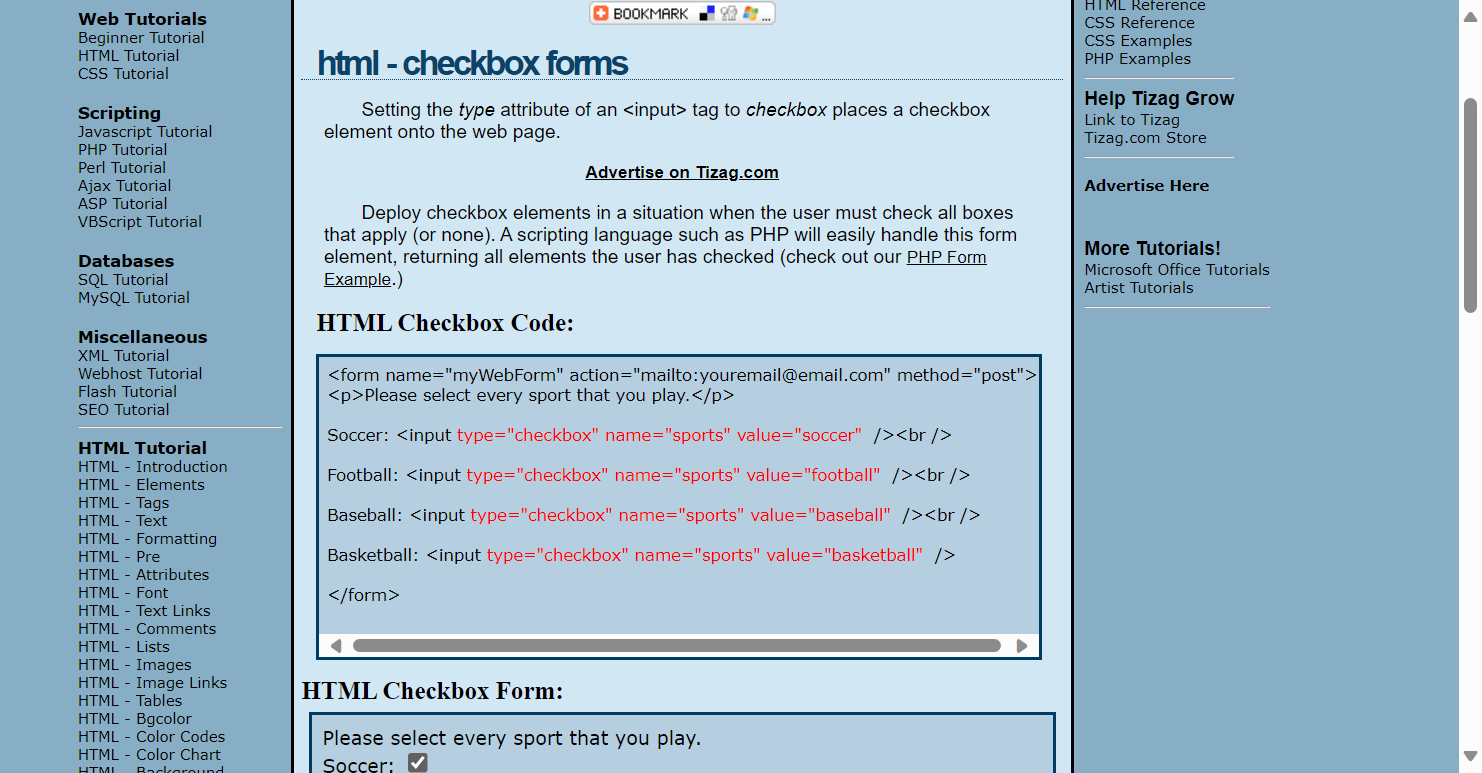 Web Tutorials
Beginner Tutorial
HTML Tutorial
CSS Tutorial
Scripting
Javascript Tutorial
PHP Tutorial
Perl Tutorial
Ajax Tutorial
ASP Tutorial
VBScript Tutorial
Databases
SQL Tutorial
MySQL Tutorial
Miscellaneous
XML Tutorial
Webhost Tutorial
Flash Tutorial
SEO Tutorial
HTML Tutorial
HTML - Introduction
HTML - Elements
HTML - Tags
HTML - Text
HTML - Formatting
HTML - Pre
HTML - Attributes
HTML - Font
HTML - Text Links
HTML - Comments
HTML - Lists
HTML - Images
HTML - Image Links
HTML - Tables
HTML - Bgcolor
HTML - Color Codes
HTML - Color Chart
HTML - Background
BOOKMARK ...
html - checkbox forms
Setting the type attribute of an <input> tag to checkbox places a checkbox
element onto the web page.
Advertise on Tizag.com
Deploy checkbox elements in a situation when the user must check all boxes
that apply (or none). A scripting language such as PHP will easily handle this form
element, returning all elements the user has checked (check out our PHP Form
Example.)
HTML Checkbox Code:
<form name="myWebForm" action="mailto:youremail@email.com" method="post">
<p>Please select every sport that you play.</p>
Soccer: <input type="checkbox" name="sports" value="soccer" /><br />
Football: <input type="checkbox" name="sports" value="football" /><br />
Baseball: <input type="checkbox" name="sports" value="baseball" /><br />
Basketball: <input type="checkbox" name="sports" value="basketball" />
</form>
HTML Checkbox Form:
Please select every sport that you play.
Soccer:
HTML Reference
CSS Reference
CSS Examples
PHP Examples
Help Tizag Grow
Link to Tizag
Tizag.com Store
Advertise Here
More Tutorials!
Microsoft Office Tutorials
Artist Tutorials